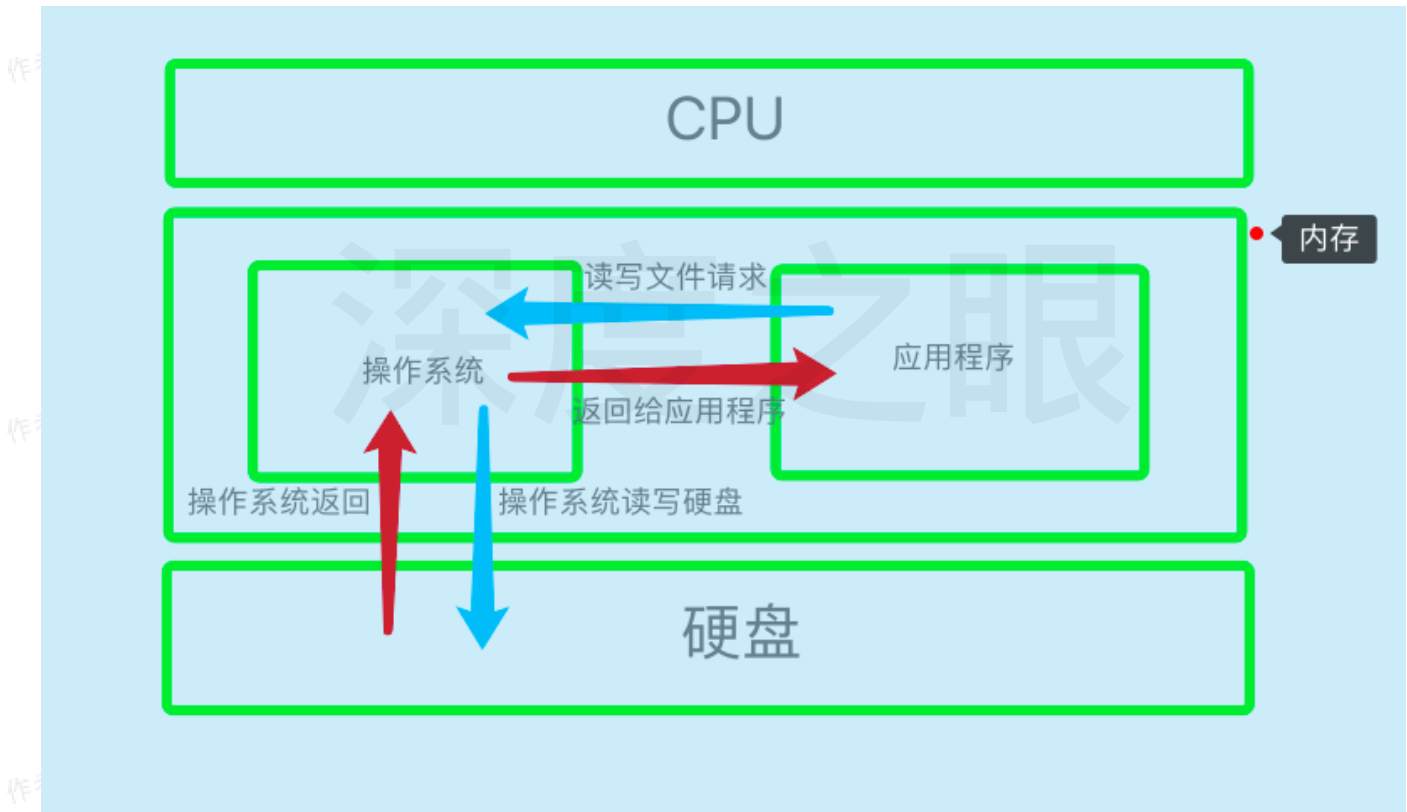 CPU
内存
读写文件请求
操作系统
应用程序
返回给应用程序
操作系统返回
操作系统读写硬盘
硬盘
深度之眼